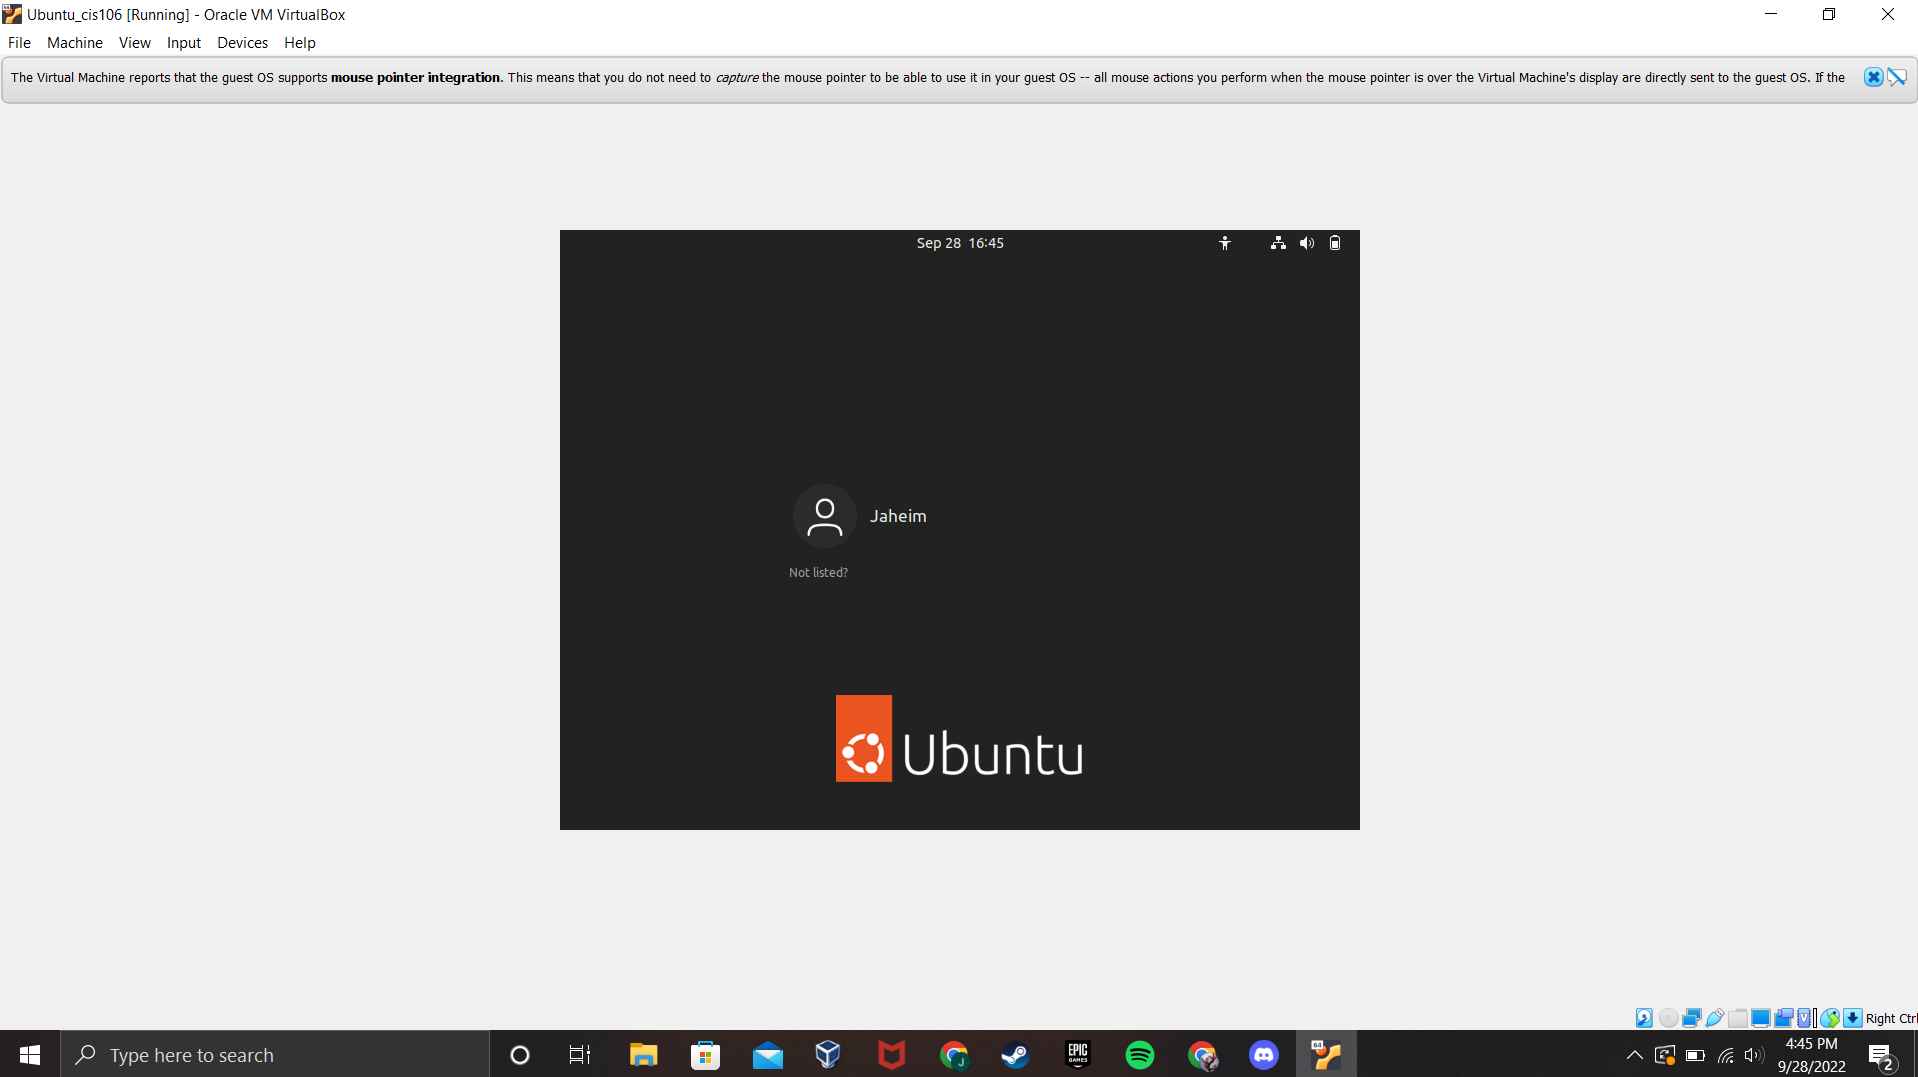 Ubuntu_cis106 [Running] - Oracle VM VirtualBox
File Machine View Input Devices Help
The Virtual Machine reports that the guest OS supports mouse pointer integration. This means that you do not need to capture the mouse pointer to be able to use it in your guest OS -- all mouse actions you perform when the mouse pointer is over the Virtual Machine's display are directly sent to the guest OS. If the
Sep 28 16:45
Jaheim
Not listed?
Ubuntu
Right Ctrl
Type here to search
EPIC
GAMES
64
J
V
4:45 PM
9/28/2022
2